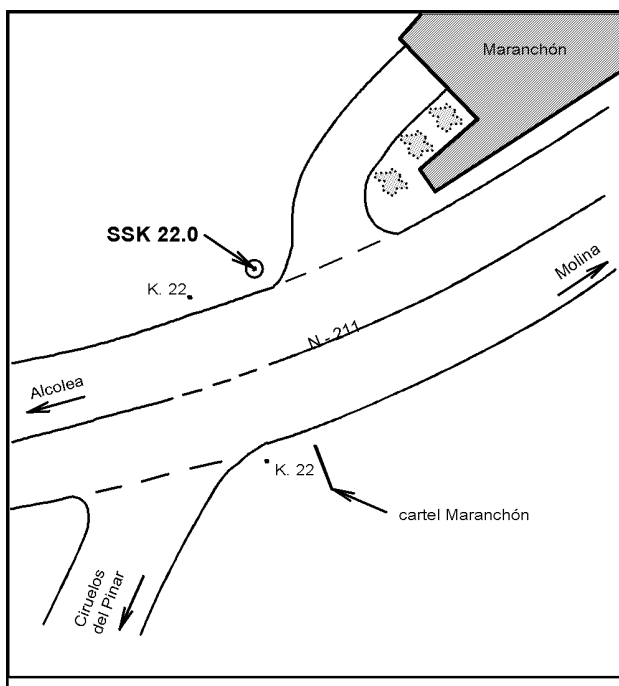 Maranchón
SSK 22.0
K. 22
Molina
N - 211
Alcolea
K. 22
cartel Maranchón
Ciruelos
del Pinar